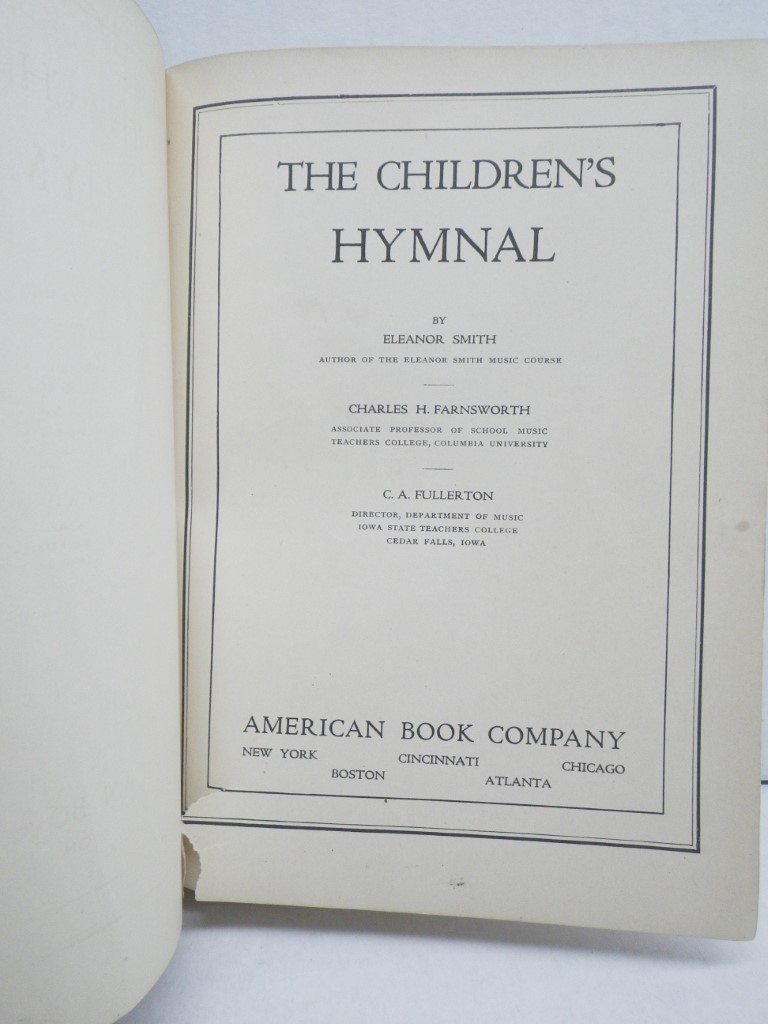 THE CHILDREN'S
HYMNAL
BY
ELEANOR SMITH
AUTHOR OF THE ELEANOR SMITH MUSIC COURSE
CHARLES H. FARNSWORTH
ASSOCIATE PROFESSOR OF SCHOOL MUSIC
TEACHERS COLLEGE, COLUMBIA UNIVERSITY
C. A. FULLERTON
DIRECTOR, DEPARTMENT OF MUSIC
IOWA STATE TEACHERS COLLEGE
CEDAR FALLS, IOWA
AMERICAN BOOK COMPANY
NEW YORK CINCINNATI CHICAGO
BOSTON ATLANTA